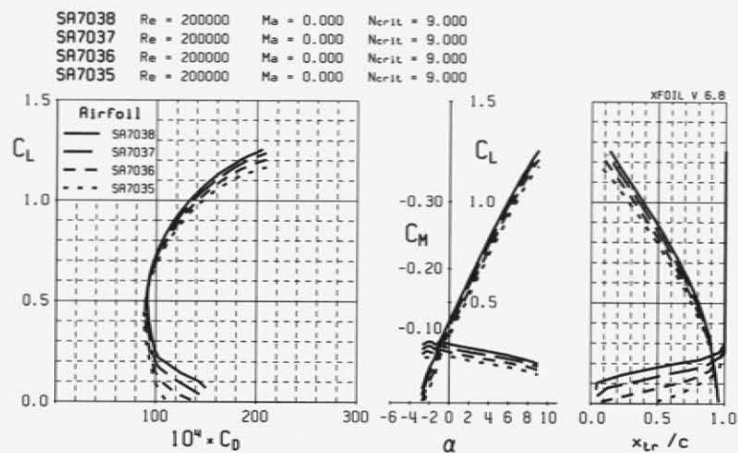 SA7038 Re = 200000 Ma = 0.000 Ncrit = 9.000
SA7037 Re = 200000 Ma = 0.000 Ncrit = 9.000
SA7036 Re = 200000 Ma = 0.000 Ncrit = 9.000
SA7035 Re = 200000 Ma = 0.000 Ncrit = 9.000
XFOIL V 6.8
1.5
CL
1.0
0.5
0.0
Airfoil
SA7038
SA7037
SA7036
SA7035
100 200 300
10⁴ × CD
1.5
CL
1.0
0.5
-0.30
CM
-0.20
-0.10
-6 -4 -2 0 2 4 6 8 10
α
0.0 0.5 1.0
xtr /c